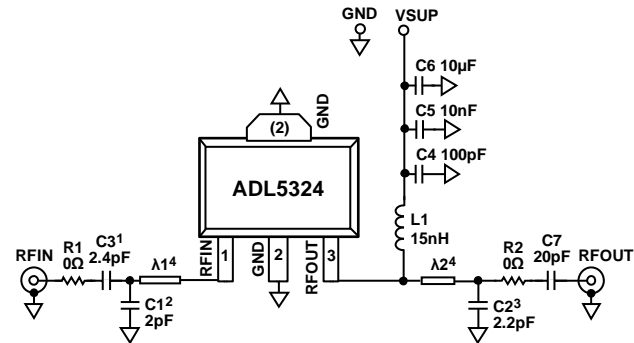 GND
VSUP
C6 10µF
C5 10nF
C4 100pF
GND
(2)
ADL5324
L1
15nH
RFIN
R1
0Ω
C3¹
2.4pF
λ1⁴
RFIN
1
GND
2
RFOUT
3
λ2⁴
R2
0Ω
C7
20pF
RFOUT
C1²
2pF
C2³
2.2pF